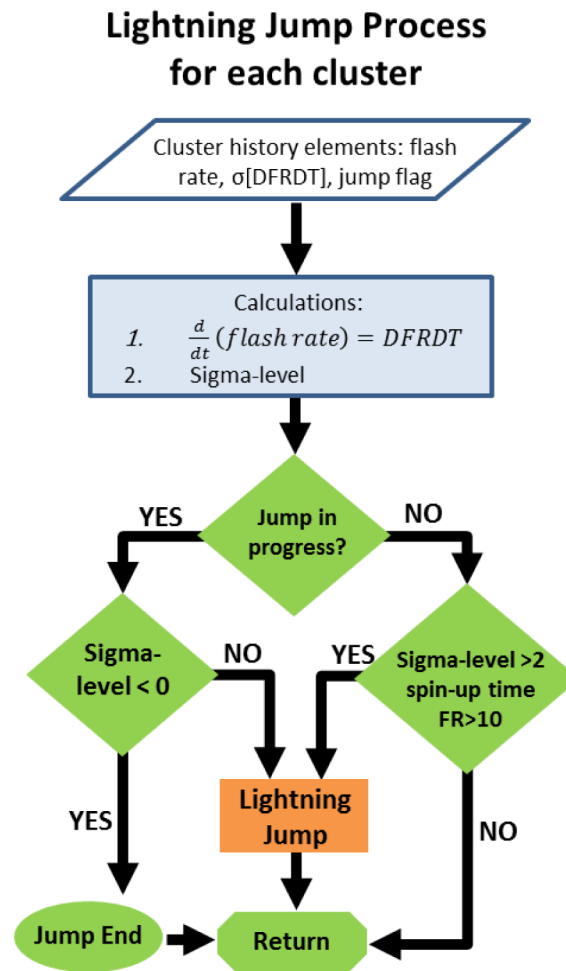 Lightning Jump Process
for each cluster
Cluster history elements: flash
rate, σ[DFRDT], jump flag
Calculations:
1. d/dt (flash rate) = DFRDT
2. Sigma-level
YES
Jump in
progress?
NO
Sigma-
level < 0
NO
YES
Sigma-level >2
spin-up time
FR>10
YES
Lightning
Jump
NO
Jump End
Return